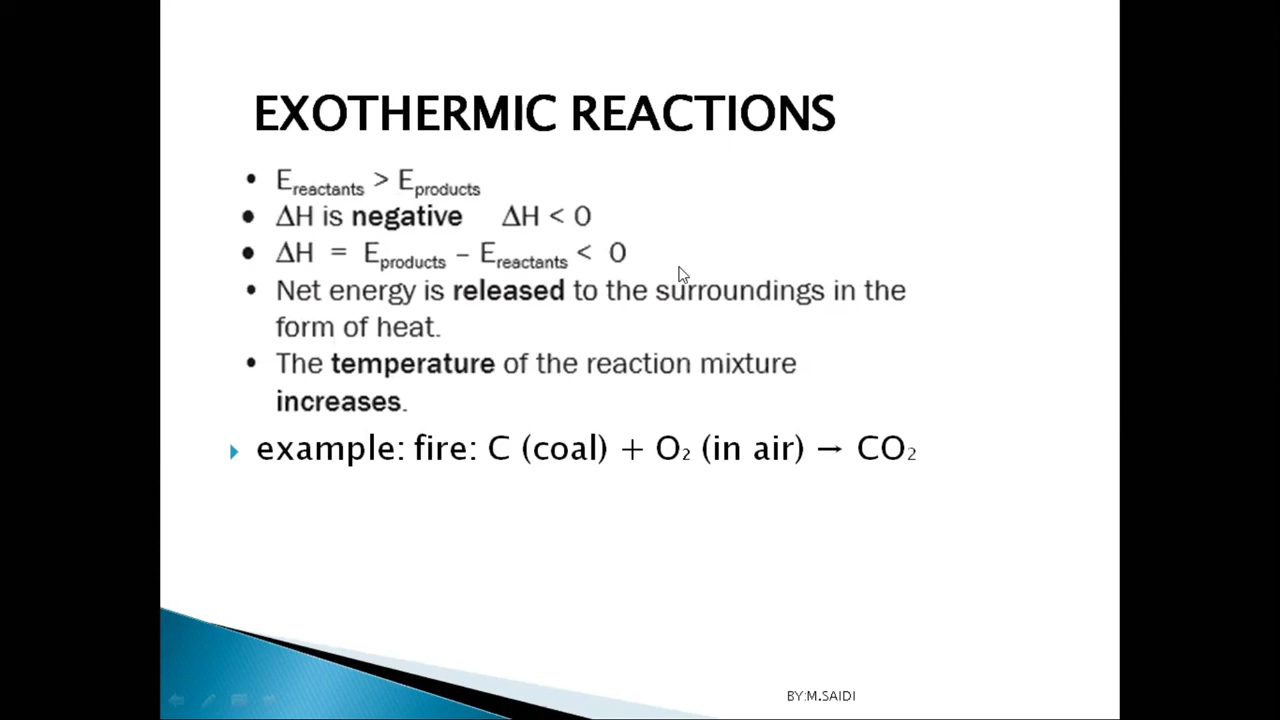 EXOTHERMIC REACTIONS
• Ereactants > Eproducts
• ΔH is negative ΔH < 0
• ΔH = Eproducts – Ereactants < 0
• Net energy is released to the surroundings in the
form of heat.
• The temperature of the reaction mixture
increases.
example: fire: C (coal) + O₂ (in air) → CO₂
BY:M.SAIDI